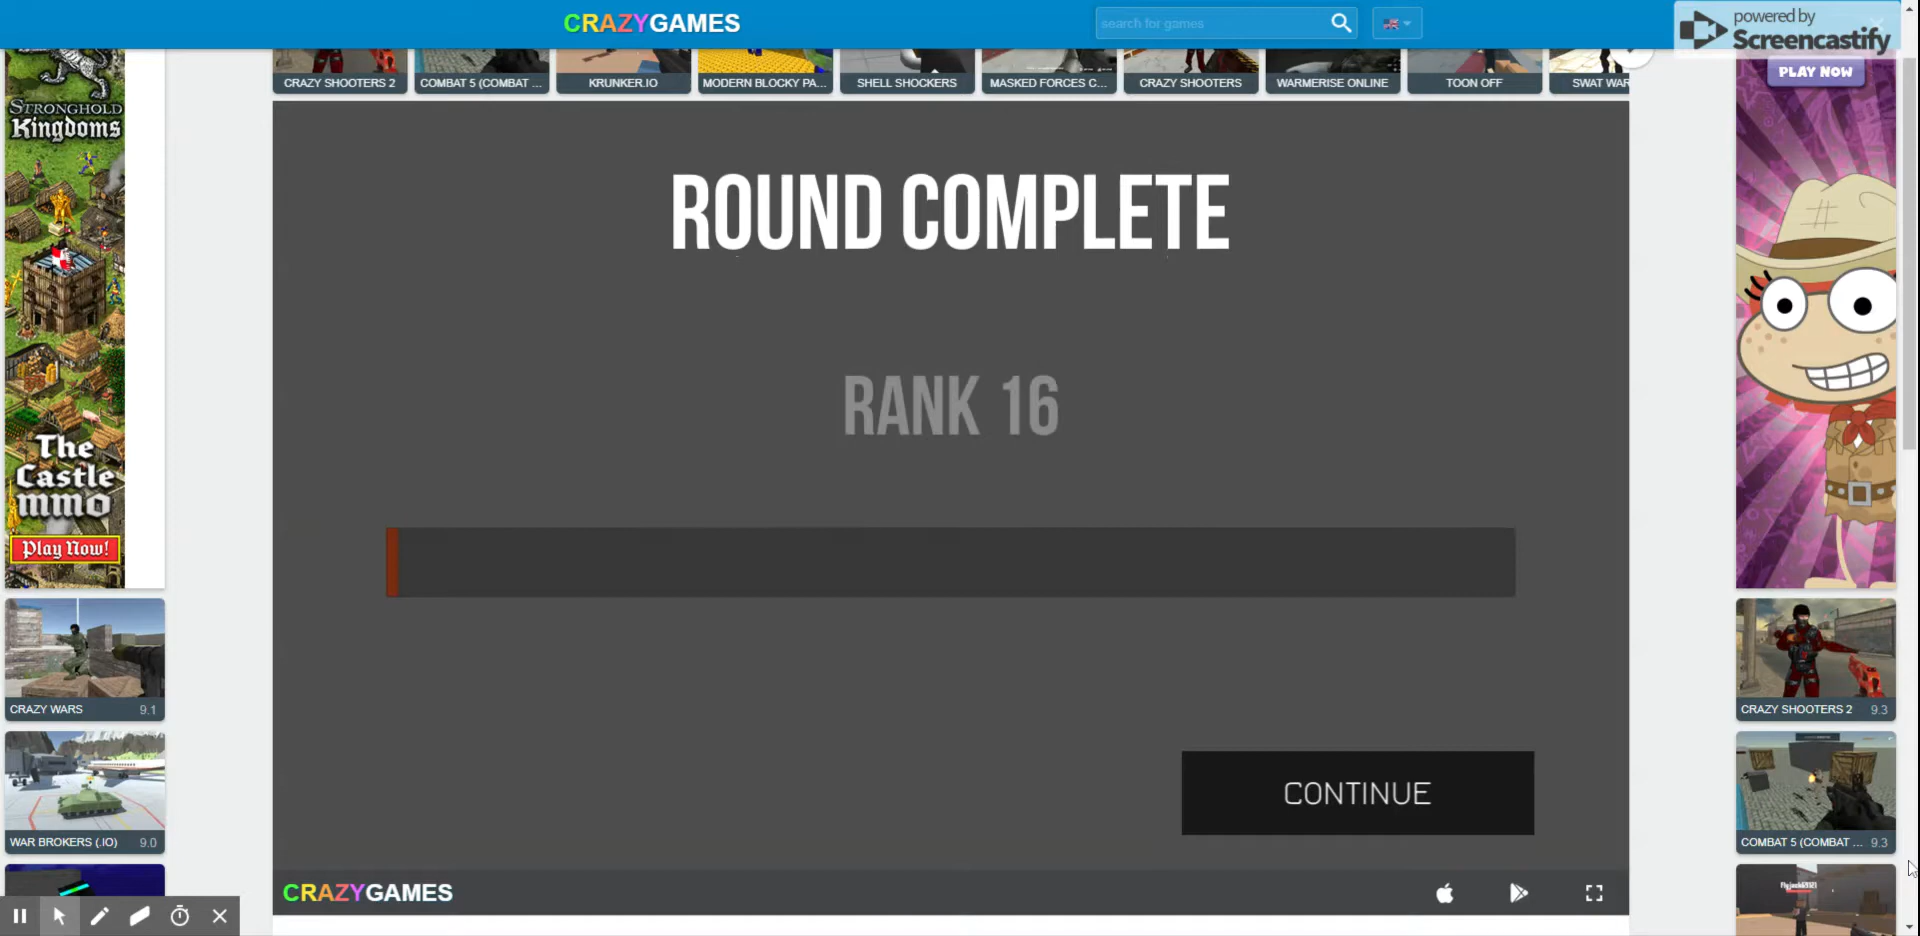 CRAZYGAMES
search for games
powered by
Screencastify
CRAZY SHOOTERS 2
COMBAT 5 (COMBAT ...
KRUNKER.IO
MODERN BLOCKY PA...
SHELL SHOCKERS
MASKED FORCES C...
CRAZY SHOOTERS
WARMERISE ONLINE
TOON OFF
SWAT WAR
STRONGHOLD
Kingdoms
The
Castle
MMO
Play Now!
PLAY NOW
ROUND COMPLETE
RANK 16
CONTINUE
CRAZY WARS 9.1
WAR BROKERS (.IO) 9.0
CRAZY SHOOTERS 2 9.3
COMBAT 5 (COMBAT ... 9.3
CRAZYGAMES